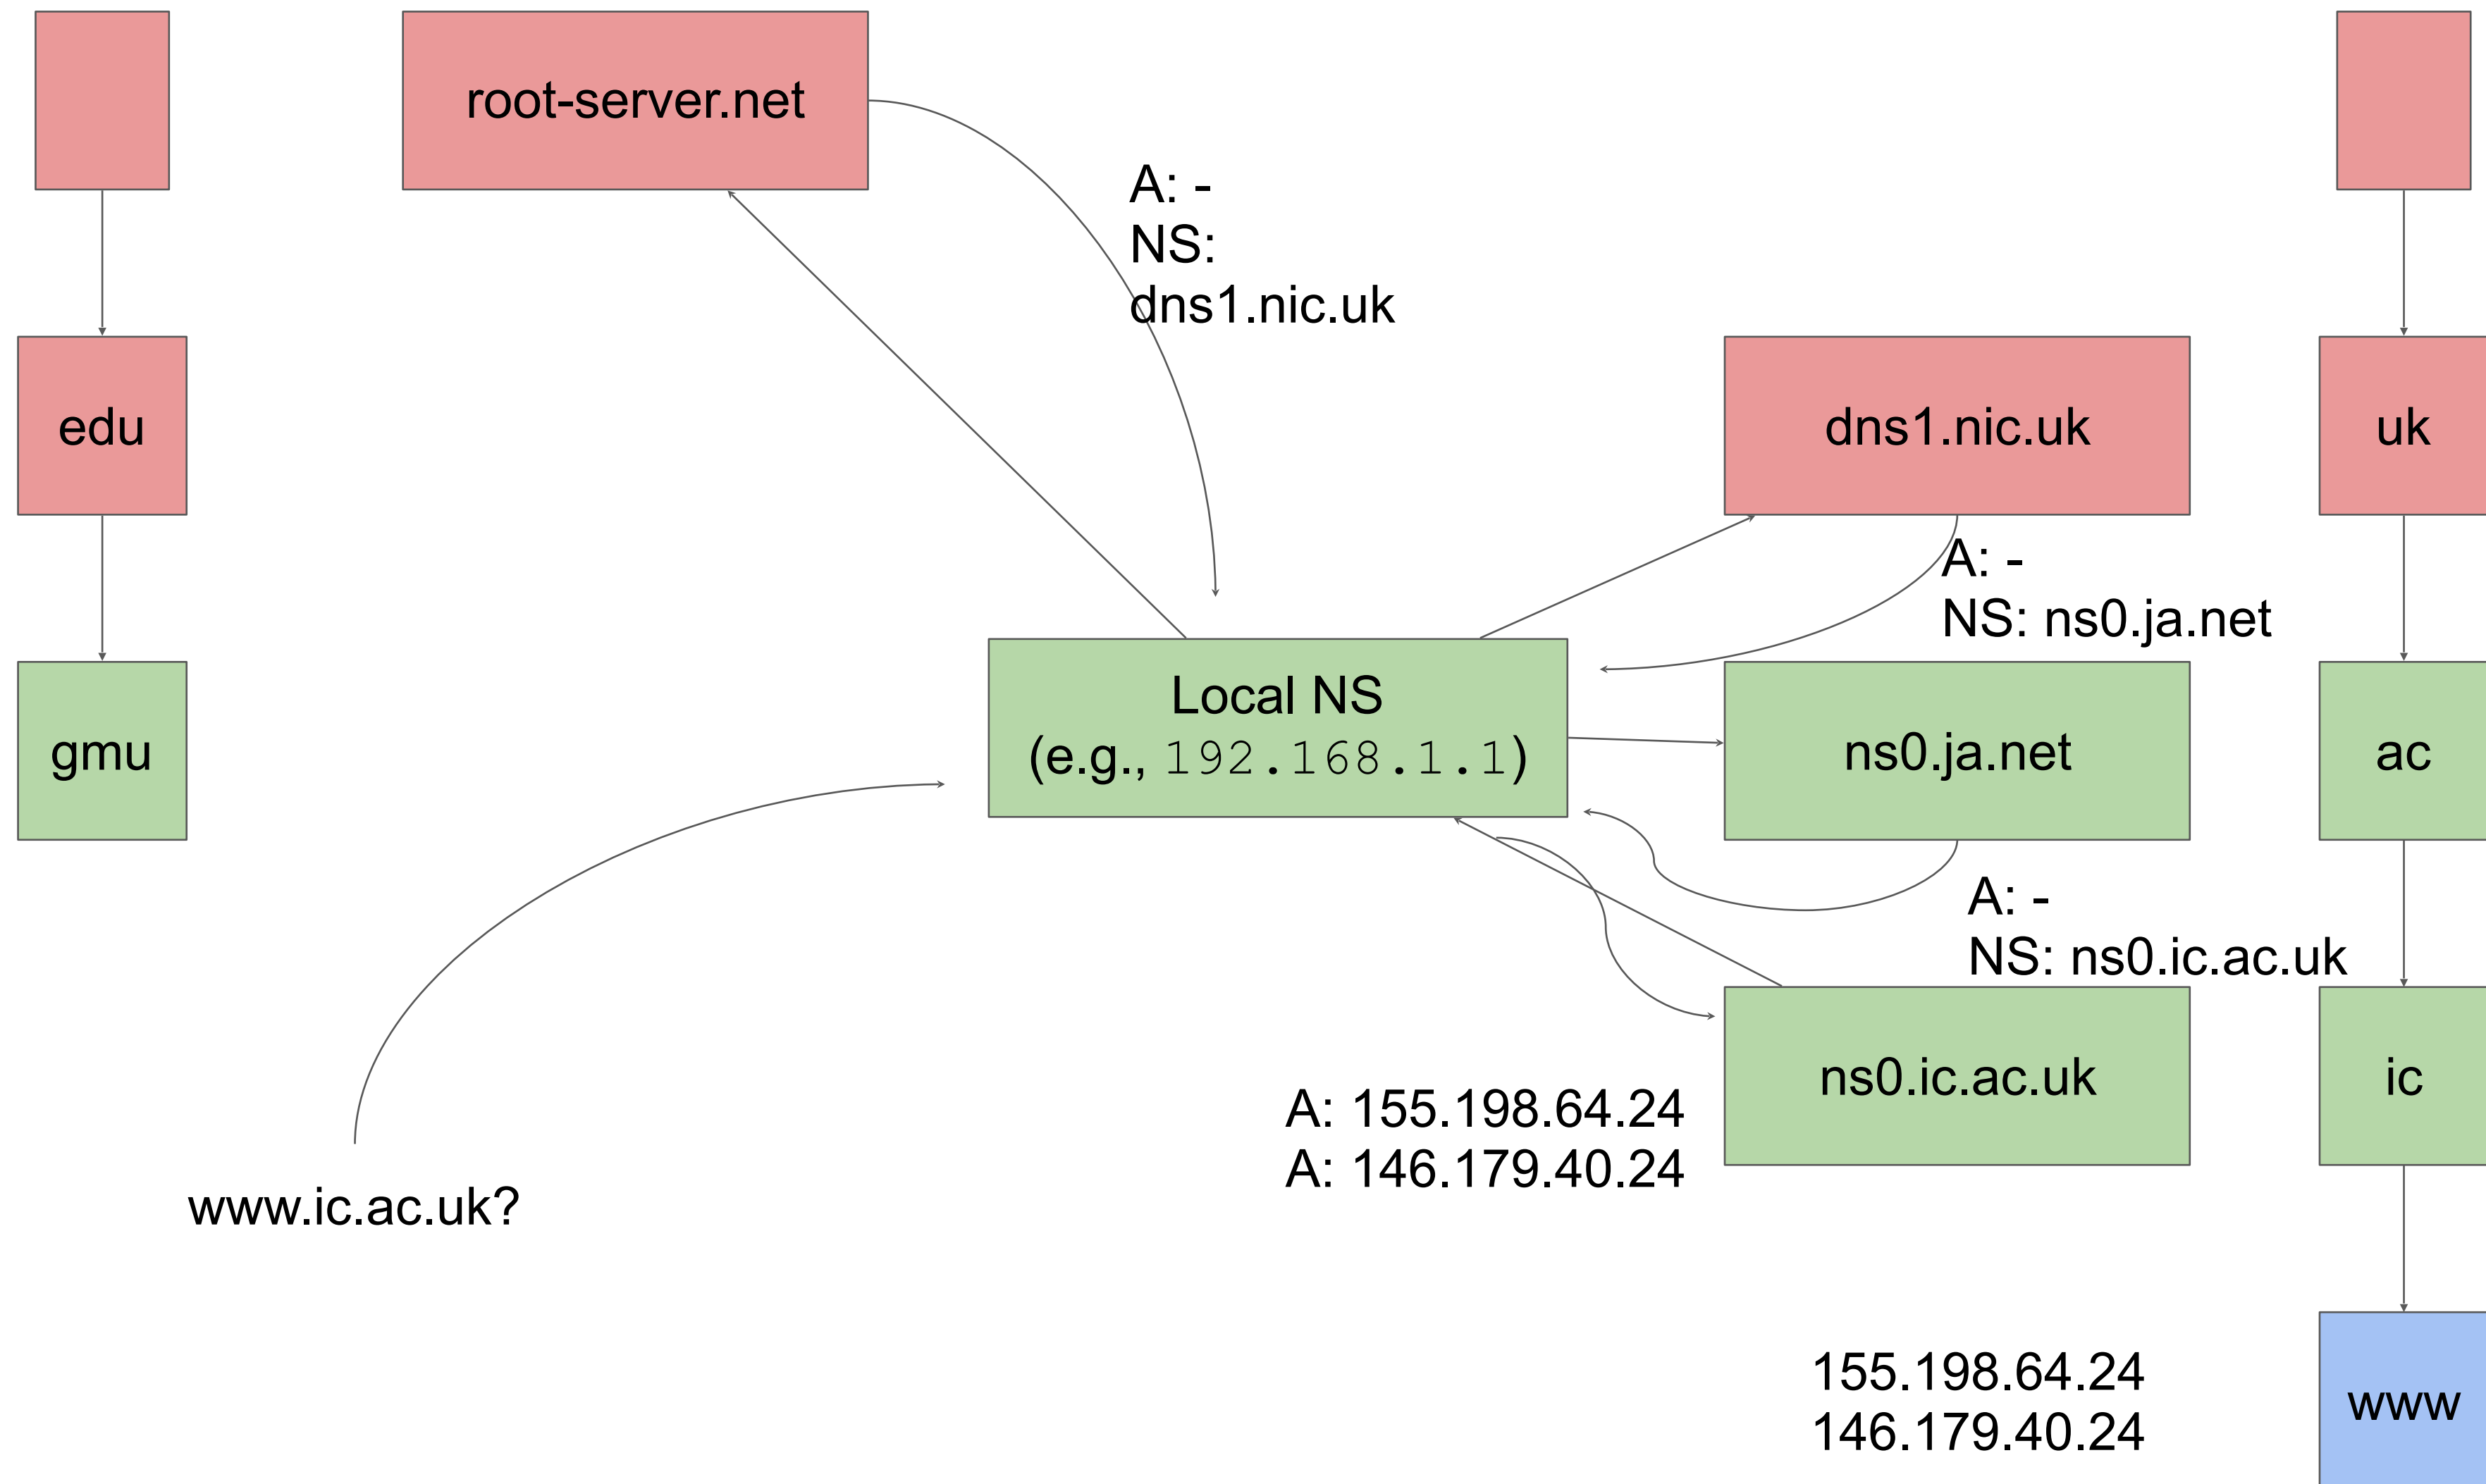 root-server.net
A: -
NS:
dns1.nic.uk
edu
dns1.nic.uk
uk
A: -
NS: ns0.ja.net
gmu
Local NS
(e.g., 192.168.1.1)
ns0.ja.net
ac
A: -
NS: ns0.ic.ac.uk
ns0.ic.ac.uk
ic
A: 155.198.64.24
A: 146.179.40.24
www.ic.ac.uk?
155.198.64.24
146.179.40.24
www